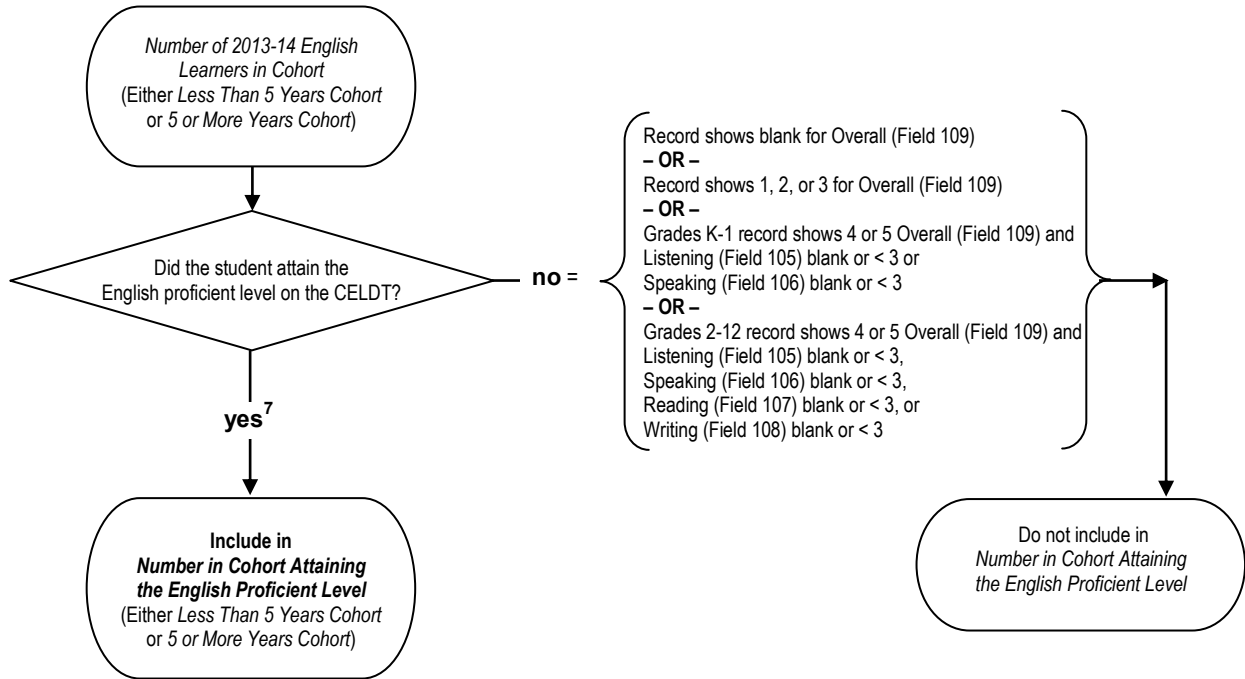 Number of 2013-14 English
Learners in Cohort
(Either Less Than 5 Years Cohort
or 5 or More Years Cohort)
Did the student attain the
English proficient level on the CELDT?
no =
Record shows blank for Overall (Field 109)
– OR –
Record shows 1, 2, or 3 for Overall (Field 109)
– OR –
Grades K-1 record shows 4 or 5 Overall (Field 109) and
Listening (Field 105) blank or < 3 or
Speaking (Field 106) blank or < 3
– OR –
Grades 2-12 record shows 4 or 5 Overall (Field 109) and
Listening (Field 105) blank or < 3,
Speaking (Field 106) blank or < 3,
Reading (Field 107) blank or < 3, or
Writing (Field 108) blank or < 3
yes7
Include in
Number in Cohort Attaining
the English Proficient Level
(Either Less Than 5 Years Cohort
or 5 or More Years Cohort)
Do not include in
Number in Cohort Attaining
the English Proficient Level